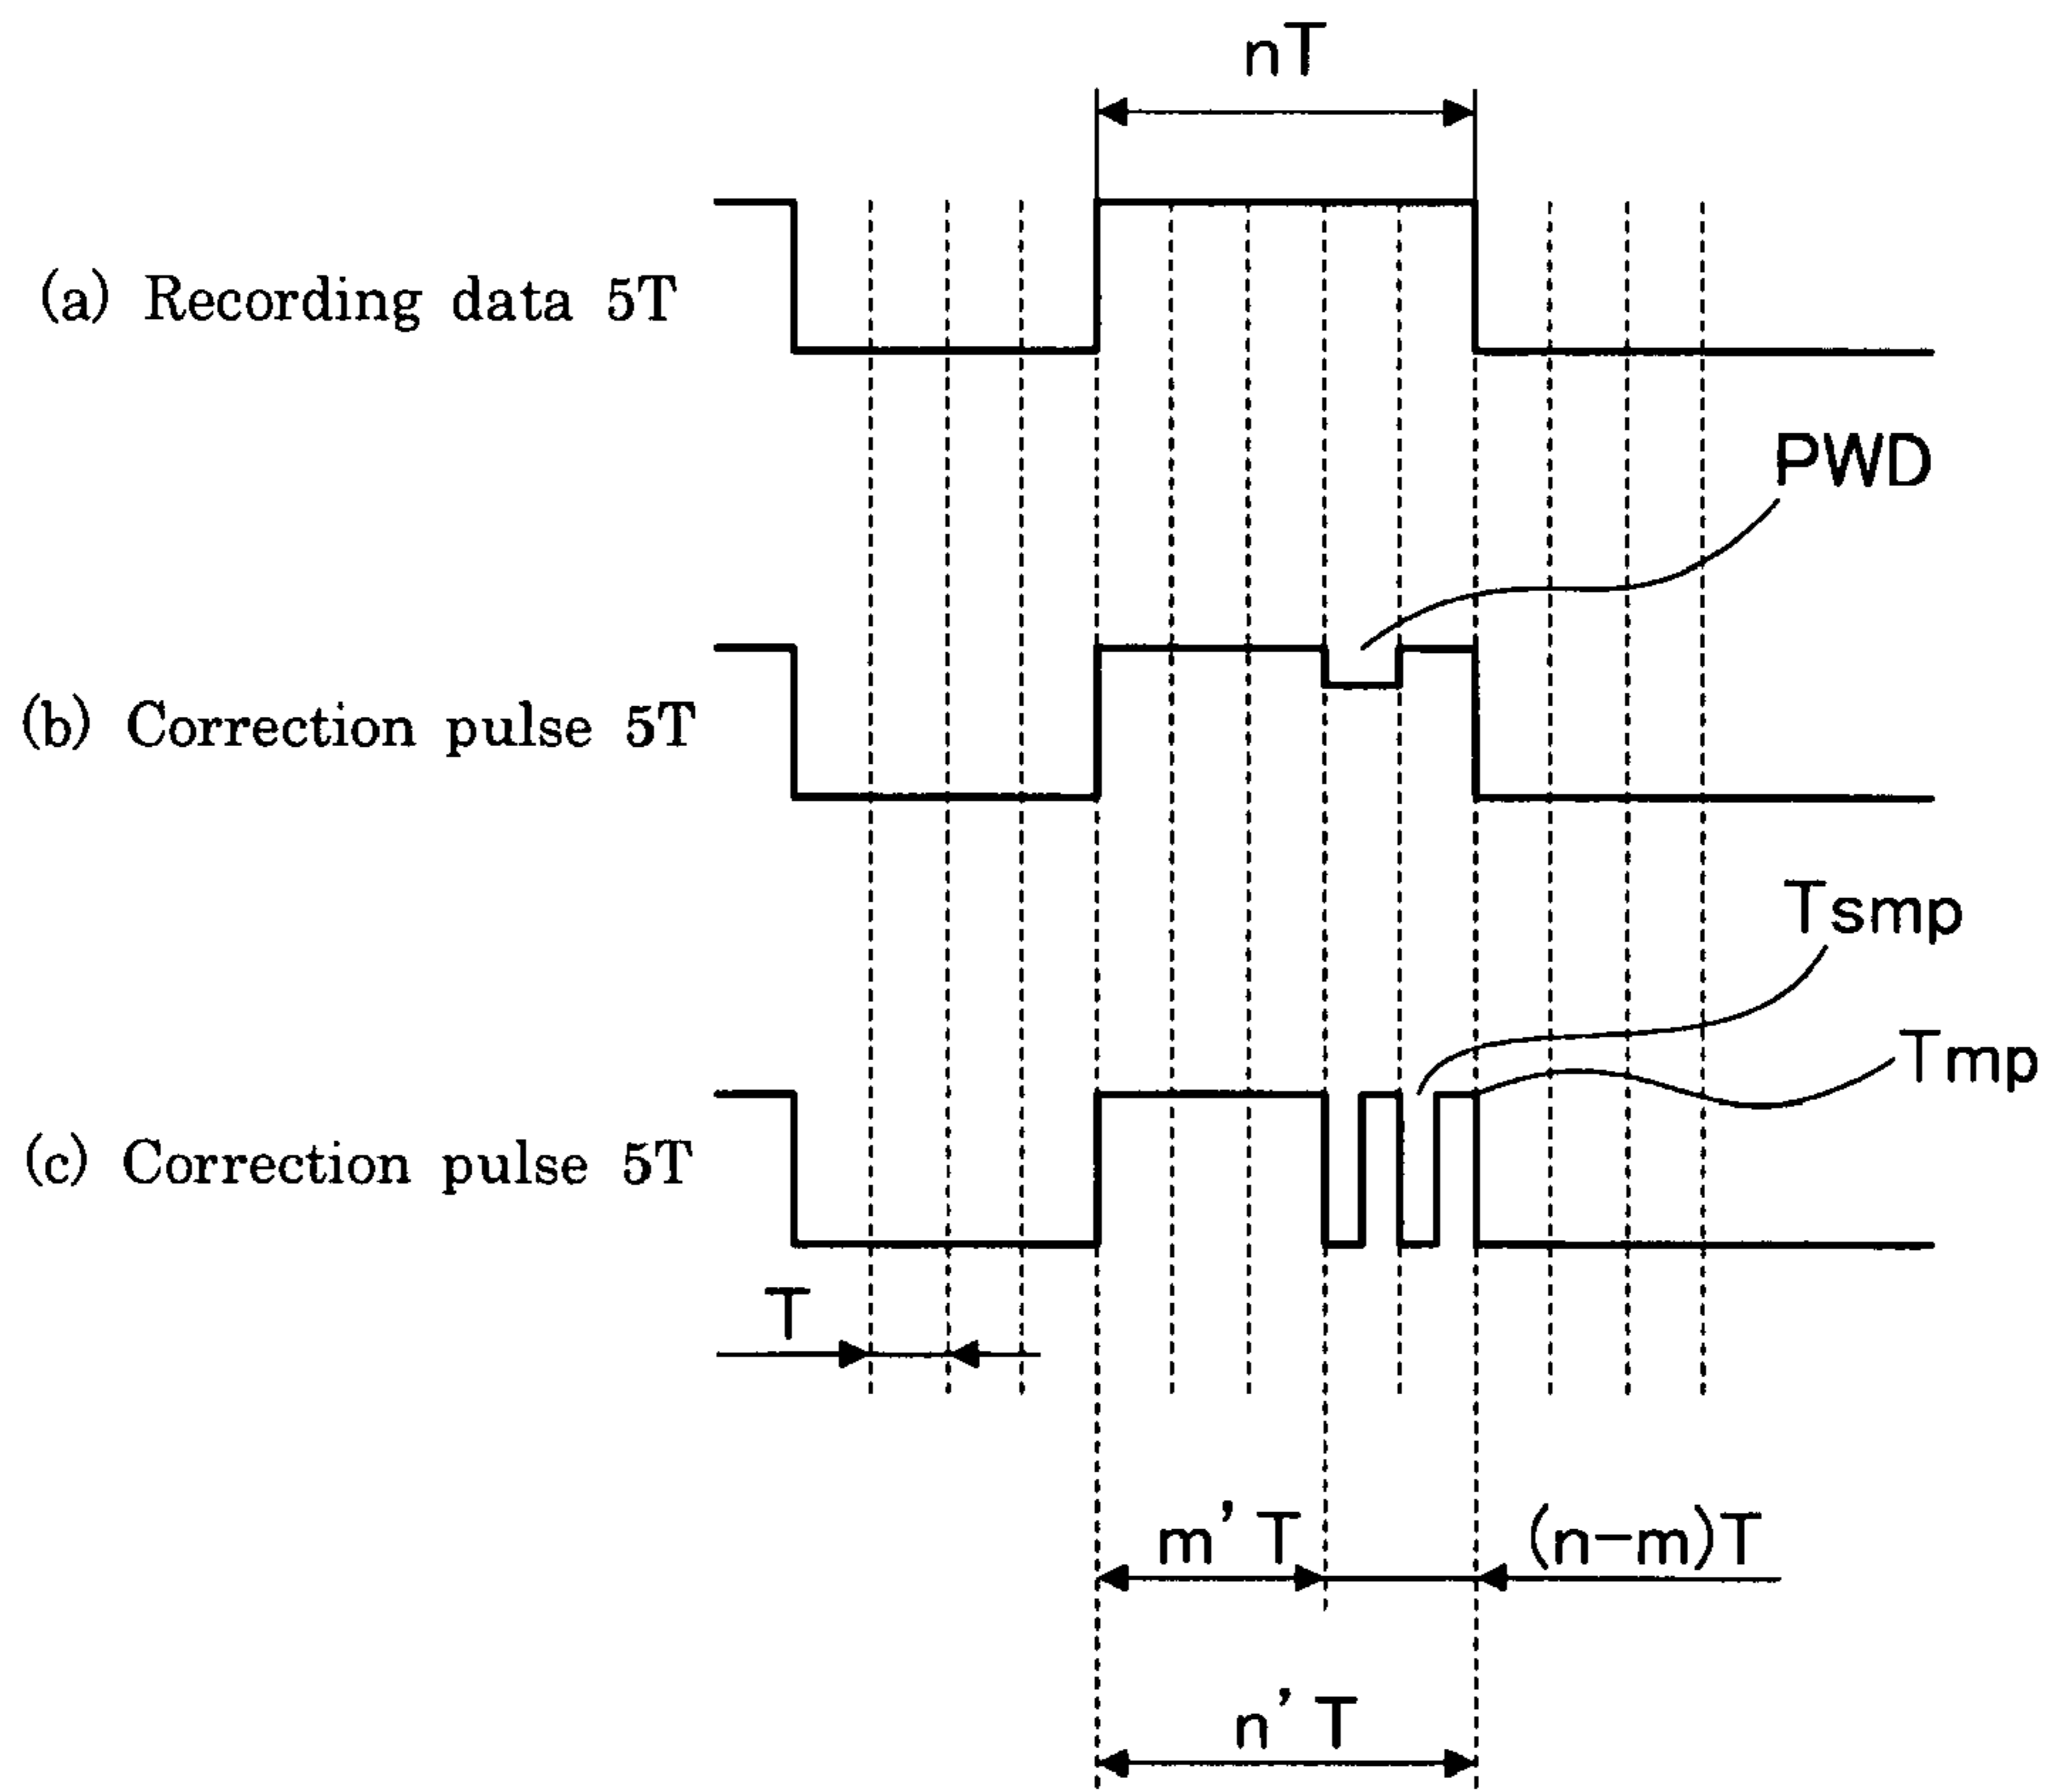 nT
(a) Recording data 5T
PWD
(b) Correction pulse 5T
Tsmp
Tmp
(c) Correction pulse 5T
T
m' T
(n-m)T
n' T